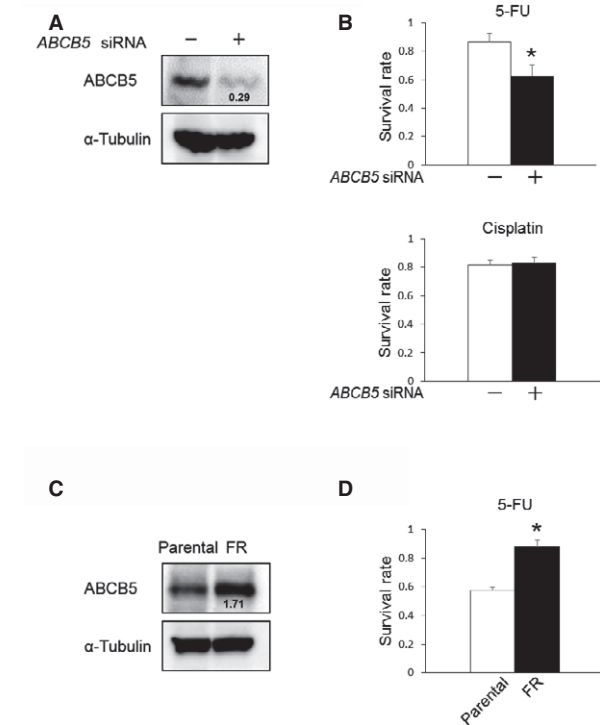 A
ABCB5 siRNA − +
ABCB5
0.29
α-Tubulin
B
5-FU
Survival rate
1
0.8
0.6
0.4
0.2
0
*
ABCB5 siRNA − +
Cisplatin
Survival rate
1
0.8
0.6
0.4
0.2
0
ABCB5 siRNA − +
C
Parental FR
ABCB5
1.71
α-Tubulin
D
5-FU
Survival rate
1
0.8
0.6
0.4
0.2
0
*
Parental
FR